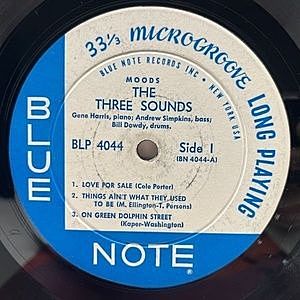 33⅓ MICROGROOVE LONG PLAYING
BLUE NOTE RECORDS INC • NEW YORK USA
MOODS
THE
THREE SOUNDS
Gene Harris, piano; Andrew Simpkins, bass;
Bill Dowdy, drums.
BLP 4044 Side 1
(BN 4044-A)
1. LOVE FOR SALE (Cole Porter)
2. THINGS AIN'T WHAT THEY USED
TO BE (M. Ellington-T. Persons)
3. ON GREEN DOLPHIN STREET
(Kaper-Washington)
BLUE
NOTE
®